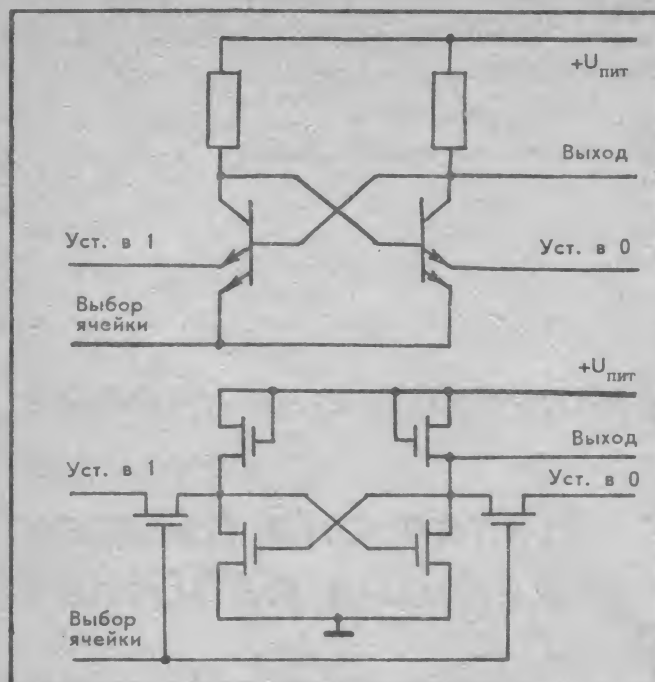 +Uпит
Выход
Уст. в 1
Уст. в 0
Выбор
ячейки
+Uпит
Выход
Уст. в 1
Уст. в 0
Выбор
ячейки